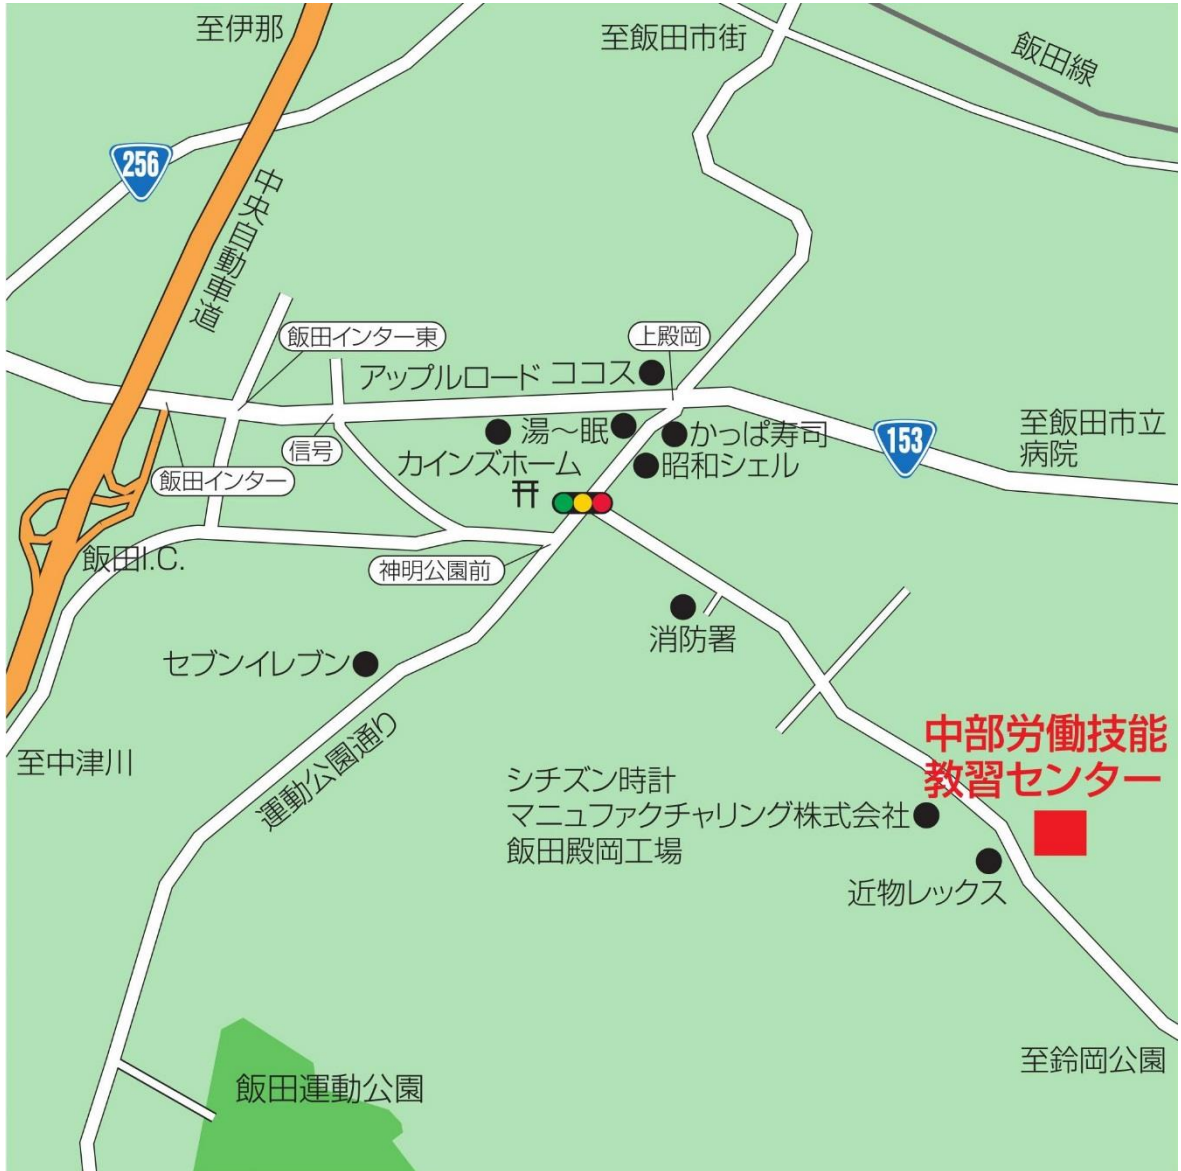 至伊那
至飯田市街
飯田線
256
中央自動車道
飯田インター東
上殿岡
アップルロード
ココス
信号
湯〜眠
かっぱ寿司
153
至飯田市立
病院
カインズホーム
昭和シェル
飯田インター
飯田I.C.
神明公園前
消防署
セブンイレブン
至中津川
運動公園通り
中部労働技能
教習センター
シチズン時計
マニュファクチャリング株式会社
飯田殿岡工場
近物レックス
至鈴岡公園
飯田運動公園